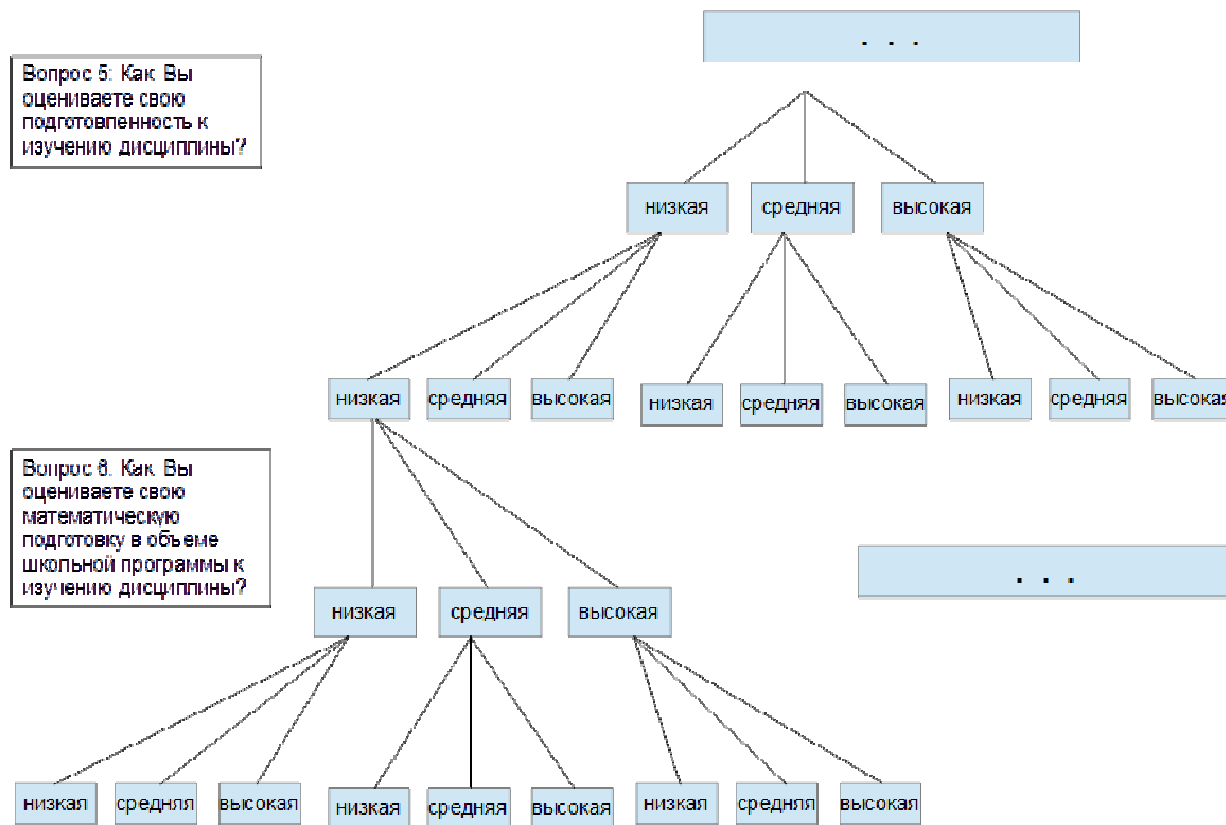 . . .
Вопрос 5: Как Вы
оцениваете свою
подготовленность к
изучению дисциплины?
низкая средняя высокая
низкая средняя высокая низкая средняя высокая низкая средняя высокая
Вопрос 6. Как Вы
оцениваете свою
математическую
подготовку в объеме
школьной программы к
изучению дисциплины?
. . .
низкая средняя высокая
низкая средняя высокая низкая средняя высокая низкая средняя высокая